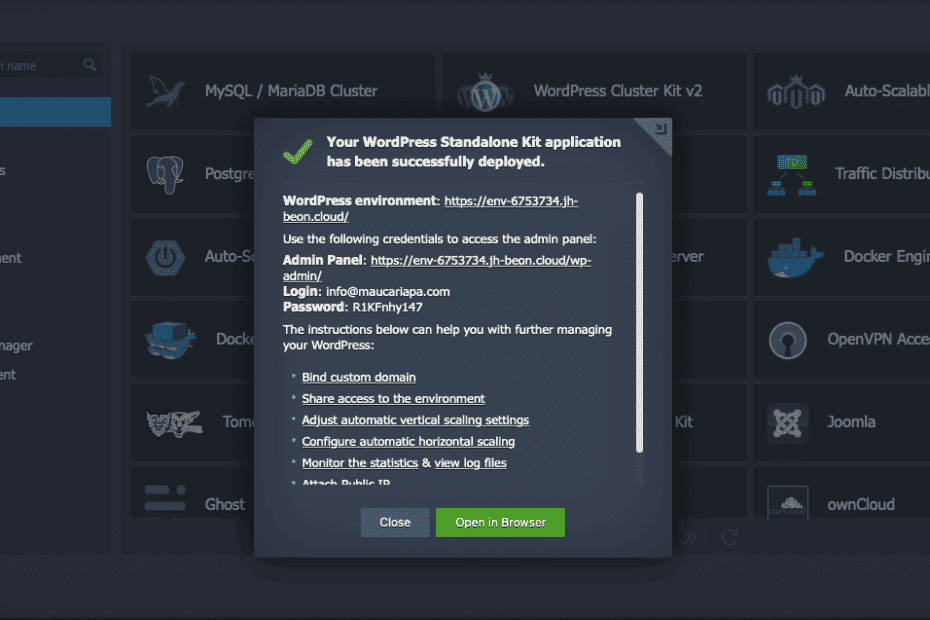 name
MySQL / MariaDB Cluster
WordPress Cluster Kit v2
Your WordPress Standalone Kit application
has been successfully deployed.
WordPress environment: https://env-6753734.jh-
beon.cloud/
Use the following credentials to access the admin panel:
Admin Panel: https://env-6753734.jh-beon.cloud/wp-
admin/
Login: info@maucariapa.com
Password: R1KFnhy147
The instructions below can help you with further managing
your WordPress:
Bind custom domain
Share access to the environment
Adjust automatic vertical scaling settings
Configure automatic horizontal scaling
Monitor the statistics & view log files
Attach Public IP
Close
Open in Browser
Auto-Scalabl
Postgre
Traffic Distribu
Auto-Sc
erver
Docker Engin
Docke
OpenVPN Acce
Tom
Kit
Joomla
Ghost
ownCloud
s
ent
nager
ent